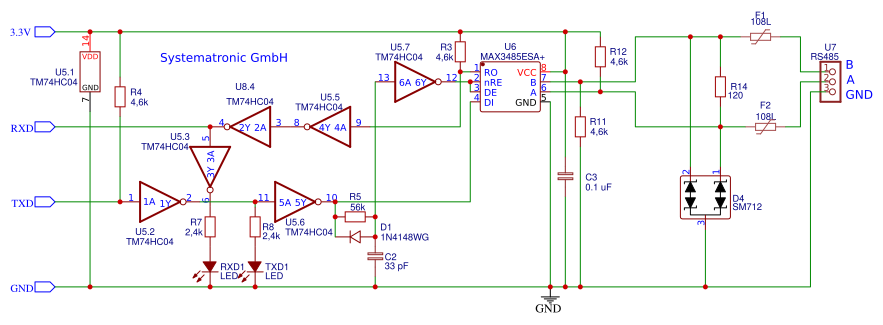 F1
108L
U7
RS485
B
A
GND
1
2
3
3.3V
14
VDD
GND
7
U5.1
TM74HC04
Systematronic GmbH
R4
4,6k
U5.7
TM74HC04
13
6A 6Y
12
R3
4,6k
U6
MAX3485ESA+
1
2
3
4
RO
nRE
DE
DI
VCC
B
A
GND
8
7
6
5
R12
4,6k
R14
120
F2
108L
R11
4,6k
RXD
U8.4
TM74HC04
4
2Y 2A
3
U5.5
TM74HC04
8
4Y 4A
9
U5.3
TM74HC04
5
3Y 3A
6
TXD
1
1A 1Y
2
U5.2
TM74HC04
11
5A 5Y
10
U5.6
TM74HC04
R5
56k
D1
1N4148WG
C2
33 pF
C3
0.1 uF
2
1
3
D4
SM712
R7
2,4k
R8
2,4k
RXD1
LED
TXD1
LED
GND
GND